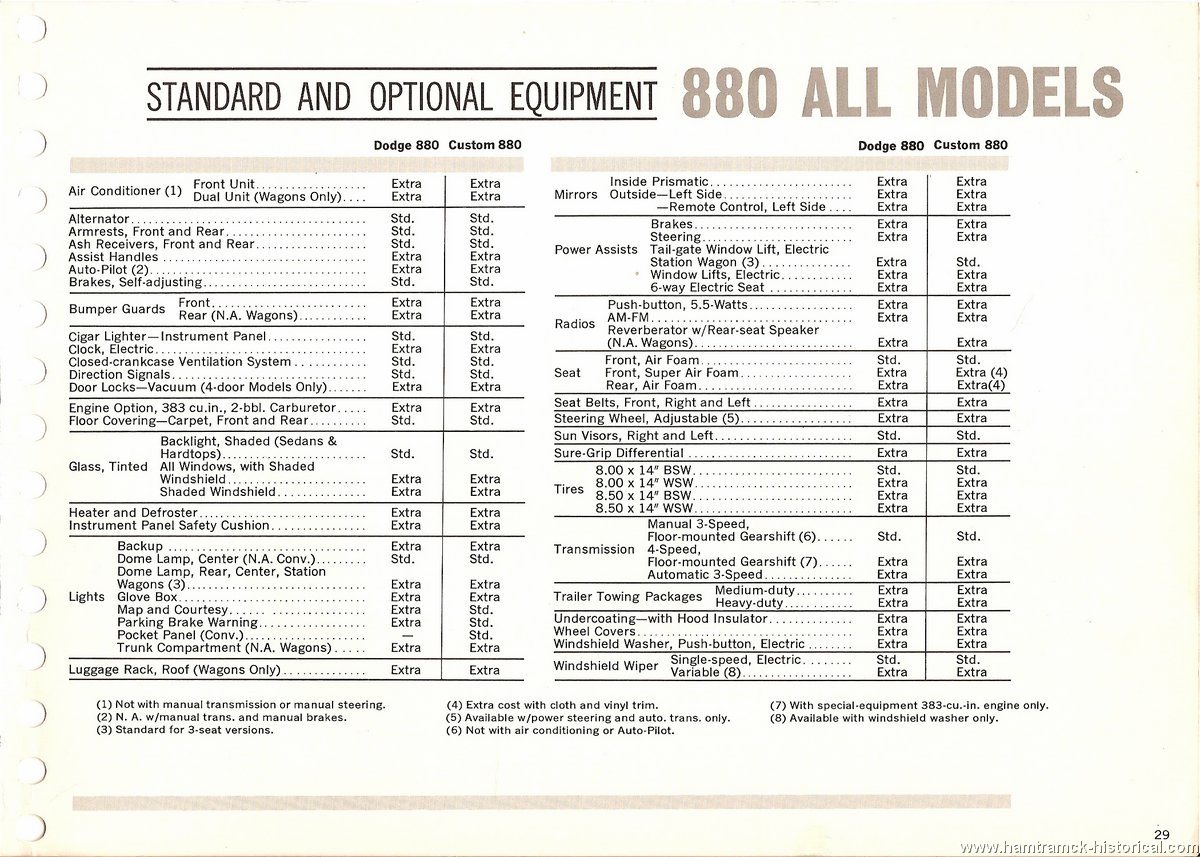 STANDARD AND OPTIONAL EQUIPMENT 880 ALL MODELS
Dodge 880 Custom 880
Air Conditioner (1) Front Unit.................. Extra Extra
Dual Unit (Wagons Only).... Extra Extra
Alternator...................................... Std. Std.
Armrests, Front and Rear....................... Std. Std.
Ash Receivers, Front and Rear.................. Std. Std.
Assist Handles ................................. Extra Extra
Auto-Pilot (2)................................... Extra Extra
Brakes, Self-adjusting.......................... Std. Std.
Bumper Guards Front......................... Extra Extra
Rear (N.A. Wagons)........... Extra Extra
Cigar Lighter—Instrument Panel................ Std. Std.
Clock, Electric.................................. Extra Extra
Closed-crankcase Ventilation System ............ Std. Std.
Direction Signals................................ Std. Std.
Door Locks—Vacuum (4-door Models Only)....... Extra Extra
Engine Option, 383 cu.in., 2-bbl. Carburetor..... Extra Extra
Floor Covering—Carpet, Front and Rear.......... Std. Std.
Backlight, Shaded (Sedans &
Hardtops)....................... Std. Std.
Glass, Tinted All Windows, with Shaded
Windshield...................... Extra Extra
Shaded Windshield............... Extra Extra
Heater and Defroster........................... Extra Extra
Instrument Panel Safety Cushion................ Extra Extra
Backup ................................ Extra Extra
Dome Lamp, Center (N.A. Conv.)......... Std. Std.
Dome Lamp, Rear, Center, Station
Wagons (3)............................. Extra Extra
Lights Glove Box.............................. Extra Extra
Map and Courtesy...... ............... Extra Std.
Parking Brake Warning................. Extra Std.
Pocket Panel (Conv.).................... — Std.
Trunk Compartment (N.A. Wagons)..... Extra Extra
Luggage Rack, Roof (Wagons Only).............. Extra Extra
Dodge 880 Custom 880
Inside Prismatic....................... Extra Extra
Mirrors Outside—Left Side..................... Extra Extra
—Remote Control, Left Side .... Extra Extra
Brakes.......................... Extra Extra
Steering........................ Extra Extra
Power Assists Tail-gate Window Lift, Electric
Station Wagon (3)............... Extra Std.
Window Lifts, Electric............ Extra Extra
6-way Electric Seat .............. Extra Extra
Push-button, 5.5-Watts................. Extra Extra
AM-FM................................. Extra Extra
Radios
Reverberator w/Rear-seat Speaker
(N.A. Wagons).......................... Extra Extra
Front, Air Foam......................... Std. Std.
Seat Front, Super Air Foam.................. Extra Extra (4)
Rear, Air Foam......................... Extra Extra(4)
Seat Belts, Front, Right and Left................ Extra Extra
Steering Wheel, Adjustable (5).................. Extra Extra
Sun Visors, Right and Left...................... Std. Std.
Sure-Grip Differential ........................... Extra Extra
8.00 x 14" BSW.......................... Std. Std.
8.00 x 14" WSW.......................... Extra Extra
Tires
8.50 x 14" BSW.......................... Extra Extra
8.50 x 14" WSW.......................... Extra Extra
Manual 3-Speed,
Floor-mounted Gearshift (6)...... Std. Std.
Transmission 4-Speed,
Floor-mounted Gearshift (7)...... Extra Extra
Automatic 3-Speed............... Extra Extra
Trailer Towing Packages Medium-duty......... Extra Extra
Heavy-duty........... Extra Extra
Undercoating—with Hood Insulator.............. Extra Extra
Wheel Covers................................... Extra Extra
Windshield Washer, Push-button, Electric ........ Extra Extra
Windshield Wiper Single-speed, Electric........ Std. Std.
Variable (8).................. Extra Extra
(1) Not with manual transmission or manual steering.
(2) N. A. w/manual trans. and manual brakes.
(3) Standard for 3-seat versions.
(4) Extra cost with cloth and vinyl trim.
(5) Available w/power steering and auto. trans. only.
(6) Not with air conditioning or Auto-Pilot.
(7) With special-equipment 383-cu.-in. engine only.
(8) Available with windshield washer only.
29
www.hamtramck-historical.com